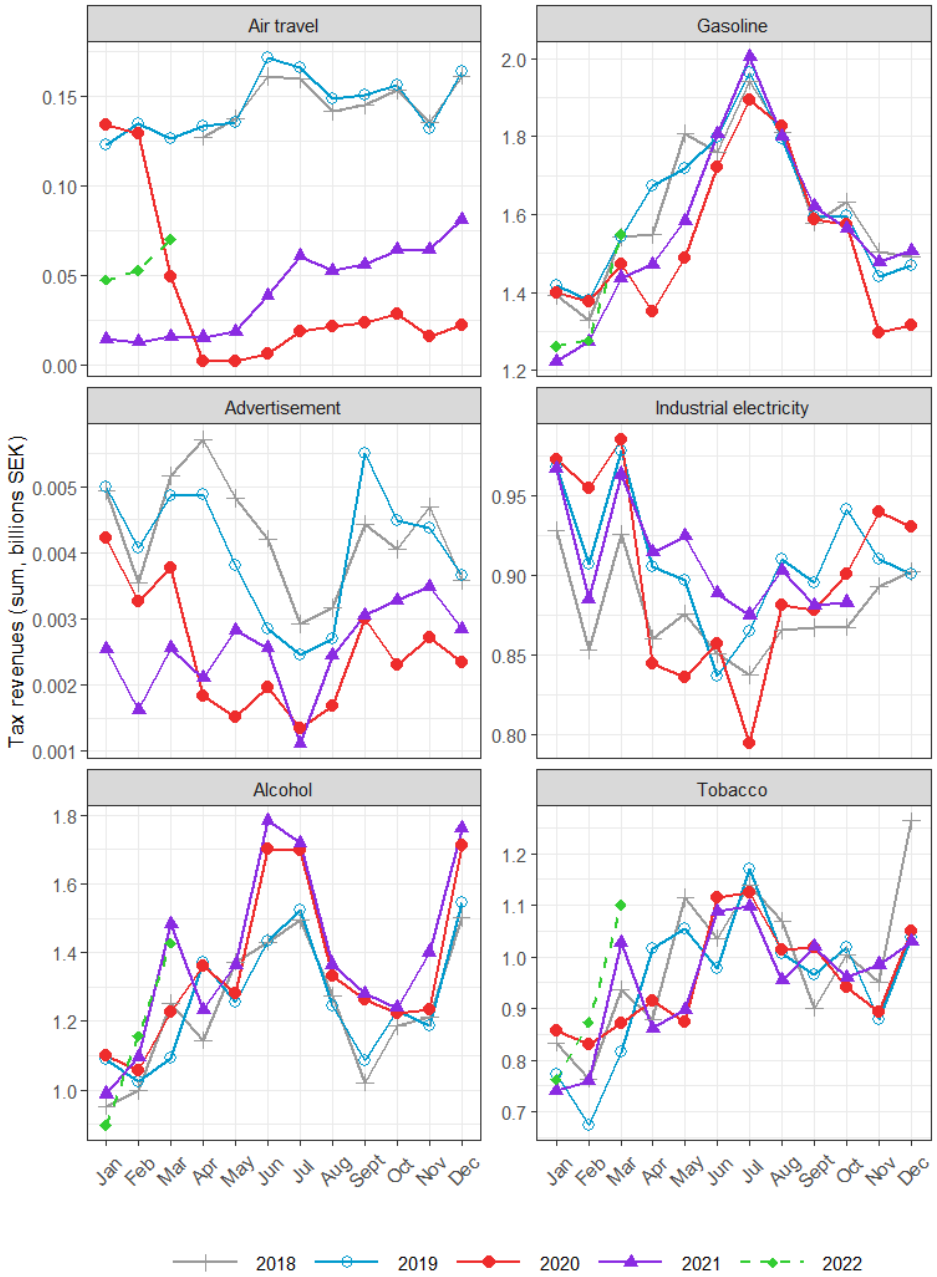 Air travel
Gasoline
0.15
0.10
0.05
0.00
2.0
1.8
1.6
1.4
1.2
Advertisement
Industrial electricity
Tax revenues (sum, billions SEK)
0.005
0.004
0.003
0.002
0.001
0.95
0.90
0.85
0.80
Alcohol
Tobacco
1.8
1.6
1.4
1.2
1.0
1.2
1.1
1.0
0.9
0.8
0.7
Jan Feb Mar Apr May Jun Jul Aug Sept Oct Nov Dec
Jan Feb Mar Apr May Jun Jul Aug Sept Oct Nov Dec
2018 2019 2020 2021 2022